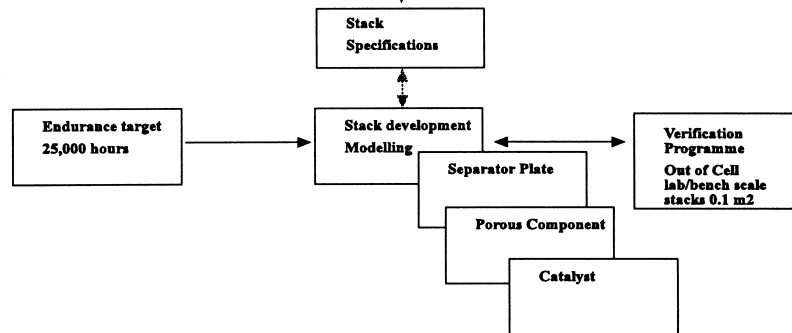 Stack
Specifications
Endurance target
25,000 hours
Stack development
Modelling
Verification
Programme
Out of Cell
lab/bench scale
stacks 0.1 m2
Separator Plate
Porous Component
Catalyst